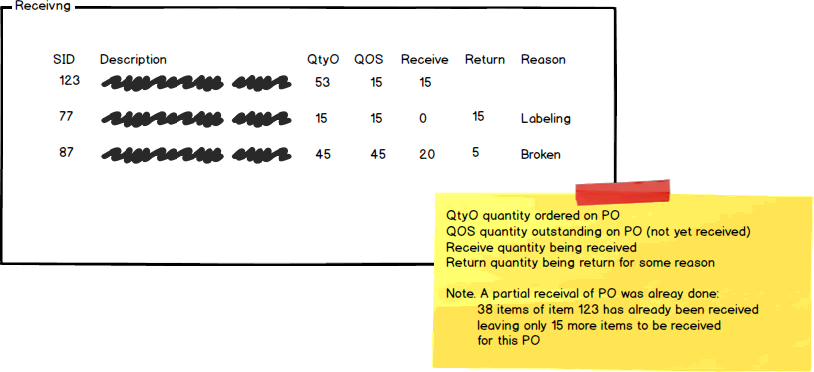 Receivng
SID Description QtyO QOS Receive Return Reason
123 53 15 15
77 15 15 0 15 Labeling
87 45 45 20 5 Broken
QtyO quantity ordered on PO
QOS quantity outstanding on PO (not yet received)
Receive quantity being received
Return quantity being return for some reason
Note. A partial receival of PO was alreay done:
38 items of item 123 has already been received
leaving only 15 more items to be received
for this PO